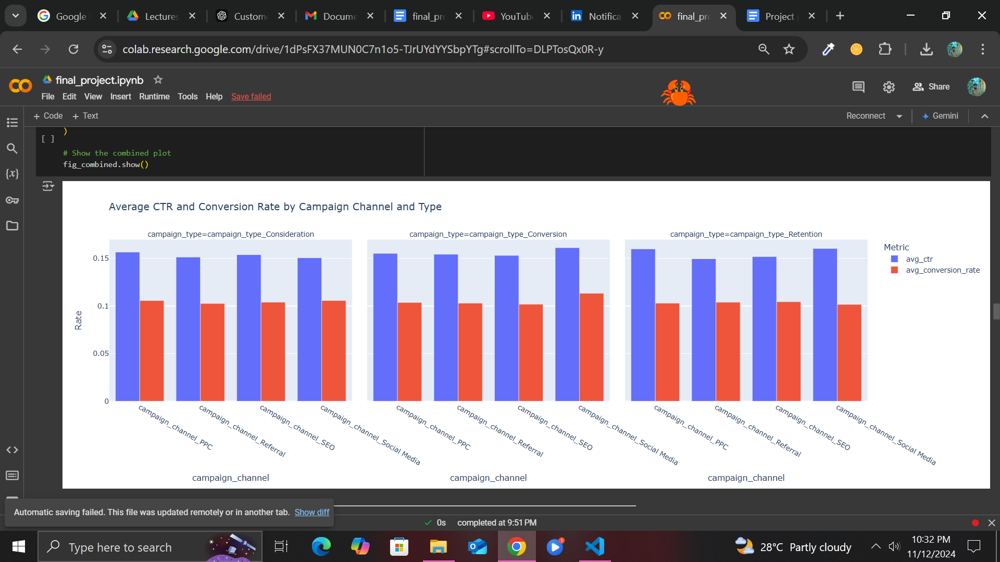 Google
Lectures
Custom
Docume
final_pro
YouTube
Notifica
final_pro
Project
colab.research.google.com/drive/1dPsFX37MUN0C7n1o5-TJrUYdYYSbpYTg#scrollTo=DLPTosQx0R-y
final_project.ipynb
File Edit View Insert Runtime Tools Help Save failed
Share
+ Code + Text
Reconnect
Gemini
)
[ ]
# Show the combined plot
fig_combined.show()
{x}
Average CTR and Conversion Rate by Campaign Channel and Type
campaign_type=campaign_type_Consideration
campaign_type=campaign_type_Conversion
campaign_type=campaign_type_Retention
Metric
avg_ctr
avg_conversion_rate
0.15
0.1
0.05
0
Rate
campaign_channel_PPC
campaign_channel_Referral
campaign_channel_SEO
campaign_channel_Social Media
campaign_channel_PPC
campaign_channel_Referral
campaign_channel_SEO
campaign_channel_Social Media
campaign_channel_PPC
campaign_channel_Referral
campaign_channel_SEO
campaign_channel_Social Media
campaign_channel
campaign_channel
campaign_channel
Automatic saving failed. This file was updated remotely or in another tab. Show diff
0s completed at 9:51 PM
Type here to search
1
28°C Partly cloudy
10:32 PM
11/12/2024